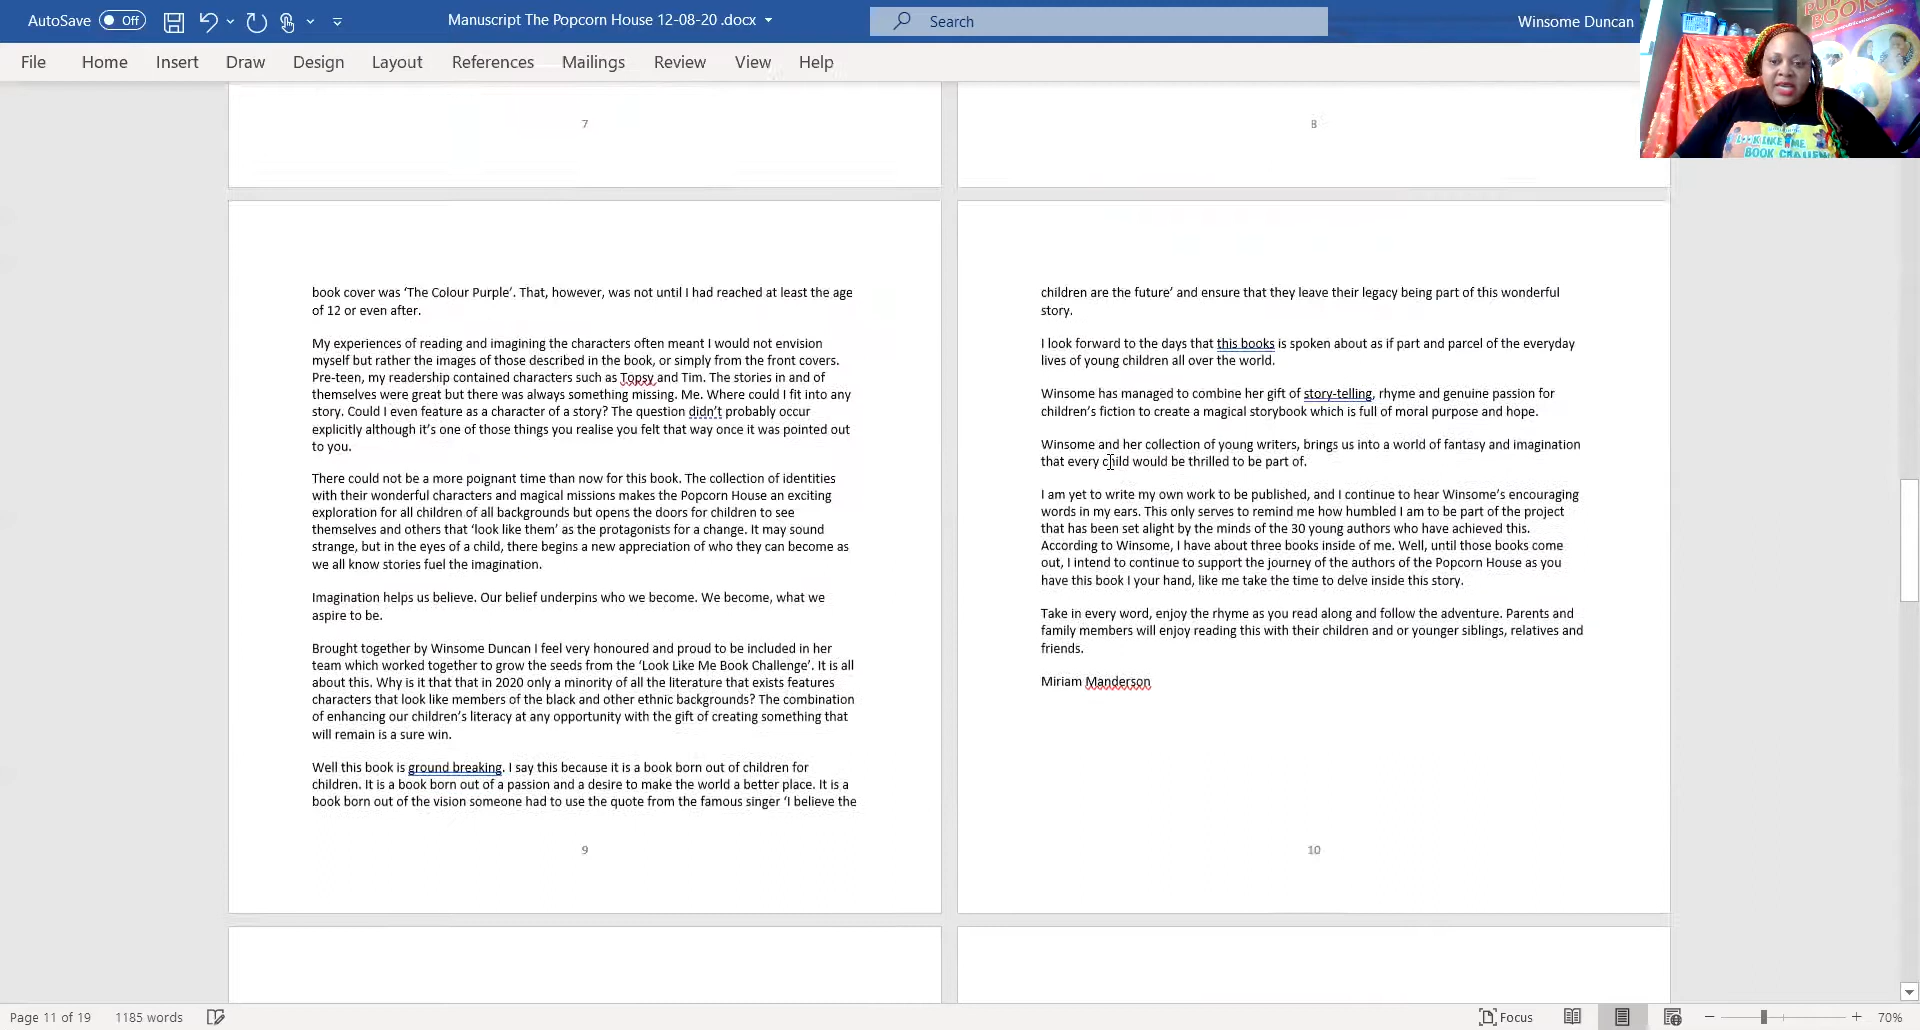 AutoSave Off
Manuscript The Popcorn House 12-08-20 .docx
Search
Winsome Duncan
File Home Insert Draw Design Layout References Mailings Review View Help
PUP
BOOKS
LOOK LIKE ME
BOOK CHALLEN
7
8
book cover was ‘The Colour Purple’. That, however, was not until I had reached at least the age
of 12 or even after.
My experiences of reading and imagining the characters often meant I would not envision
myself but rather the images of those described in the book, or simply from the front covers.
Pre-teen, my readership contained characters such as Topsy and Tim. The stories in and of
themselves were great but there was always something missing. Me. Where could I fit into any
story. Could I even feature as a character of a story? The question didn’t probably occur
explicitly although it’s one of those things you realise you felt that way once it was pointed out
to you.
There could not be a more poignant time than now for this book. The collection of identities
with their wonderful characters and magical missions makes the Popcorn House an exciting
exploration for all children of all backgrounds but opens the doors for children to see
themselves and others that ‘look like them’ as the protagonists for a change. It may sound
strange, but in the eyes of a child, there begins a new appreciation of who they can become as
we all know stories fuel the imagination.
Imagination helps us believe. Our belief underpins who we become. We become, what we
aspire to be.
Brought together by Winsome Duncan I feel very honoured and proud to be included in her
team which worked together to grow the seeds from the ‘Look Like Me Book Challenge’. It is all
about this. Why is it that that in 2020 only a minority of all the literature that exists features
characters that look like members of the black and other ethnic backgrounds? The combination
of enhancing our children’s literacy at any opportunity with the gift of creating something that
will remain is a sure win.
Well this book is ground breaking. I say this because it is a book born out of children for
children. It is a book born out of a passion and a desire to make the world a better place. It is a
book born out of the vision someone had to use the quote from the famous singer ‘I believe the
9
children are the future’ and ensure that they leave their legacy being part of this wonderful
story.
I look forward to the days that this books is spoken about as if part and parcel of the everyday
lives of young children all over the world.
Winsome has managed to combine her gift of story-telling, rhyme and genuine passion for
children’s fiction to create a magical storybook which is full of moral purpose and hope.
Winsome and her collection of young writers, brings us into a world of fantasy and imagination
that every child would be thrilled to be part of.
I am yet to write my own work to be published, and I continue to hear Winsome’s encouraging
words in my ears. This only serves to remind me how humbled I am to be part of the project
that has been set alight by the minds of the 30 young authors who have achieved this.
According to Winsome, I have about three books inside of me. Well, until those books come
out, I intend to continue to support the journey of the authors of the Popcorn House as you
have this book I your hand, like me take the time to delve inside this story.
Take in every word, enjoy the rhyme as you read along and follow the adventure. Parents and
family members will enjoy reading this with their children and or younger siblings, relatives and
friends.
Miriam Manderson
10
Page 11 of 19 1185 words
Focus
70%